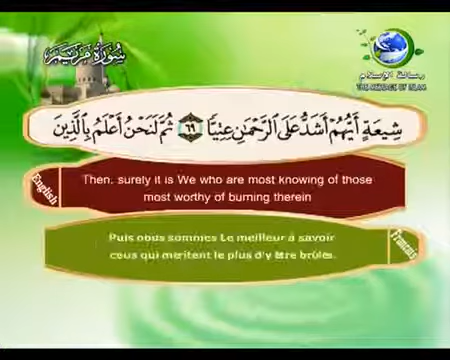 سورة مريم
رسالة الإسلام
THE MESSAGE OF ISLAM
شِيعَةٍ أَيُّهُمْ أَشَدُّ عَلَى الرَّحْمَٰنِ عِتِيًّا ٦٩ ثُمَّ لَنَحْنُ أَعْلَمُ بِالَّذِينَ
English
Then, surely it is We who are most knowing of those
most worthy of burning therein
Puis nous sommes Le meilleur à savoir
ceux qui méritent le plus d'y être brûlés.
Francais